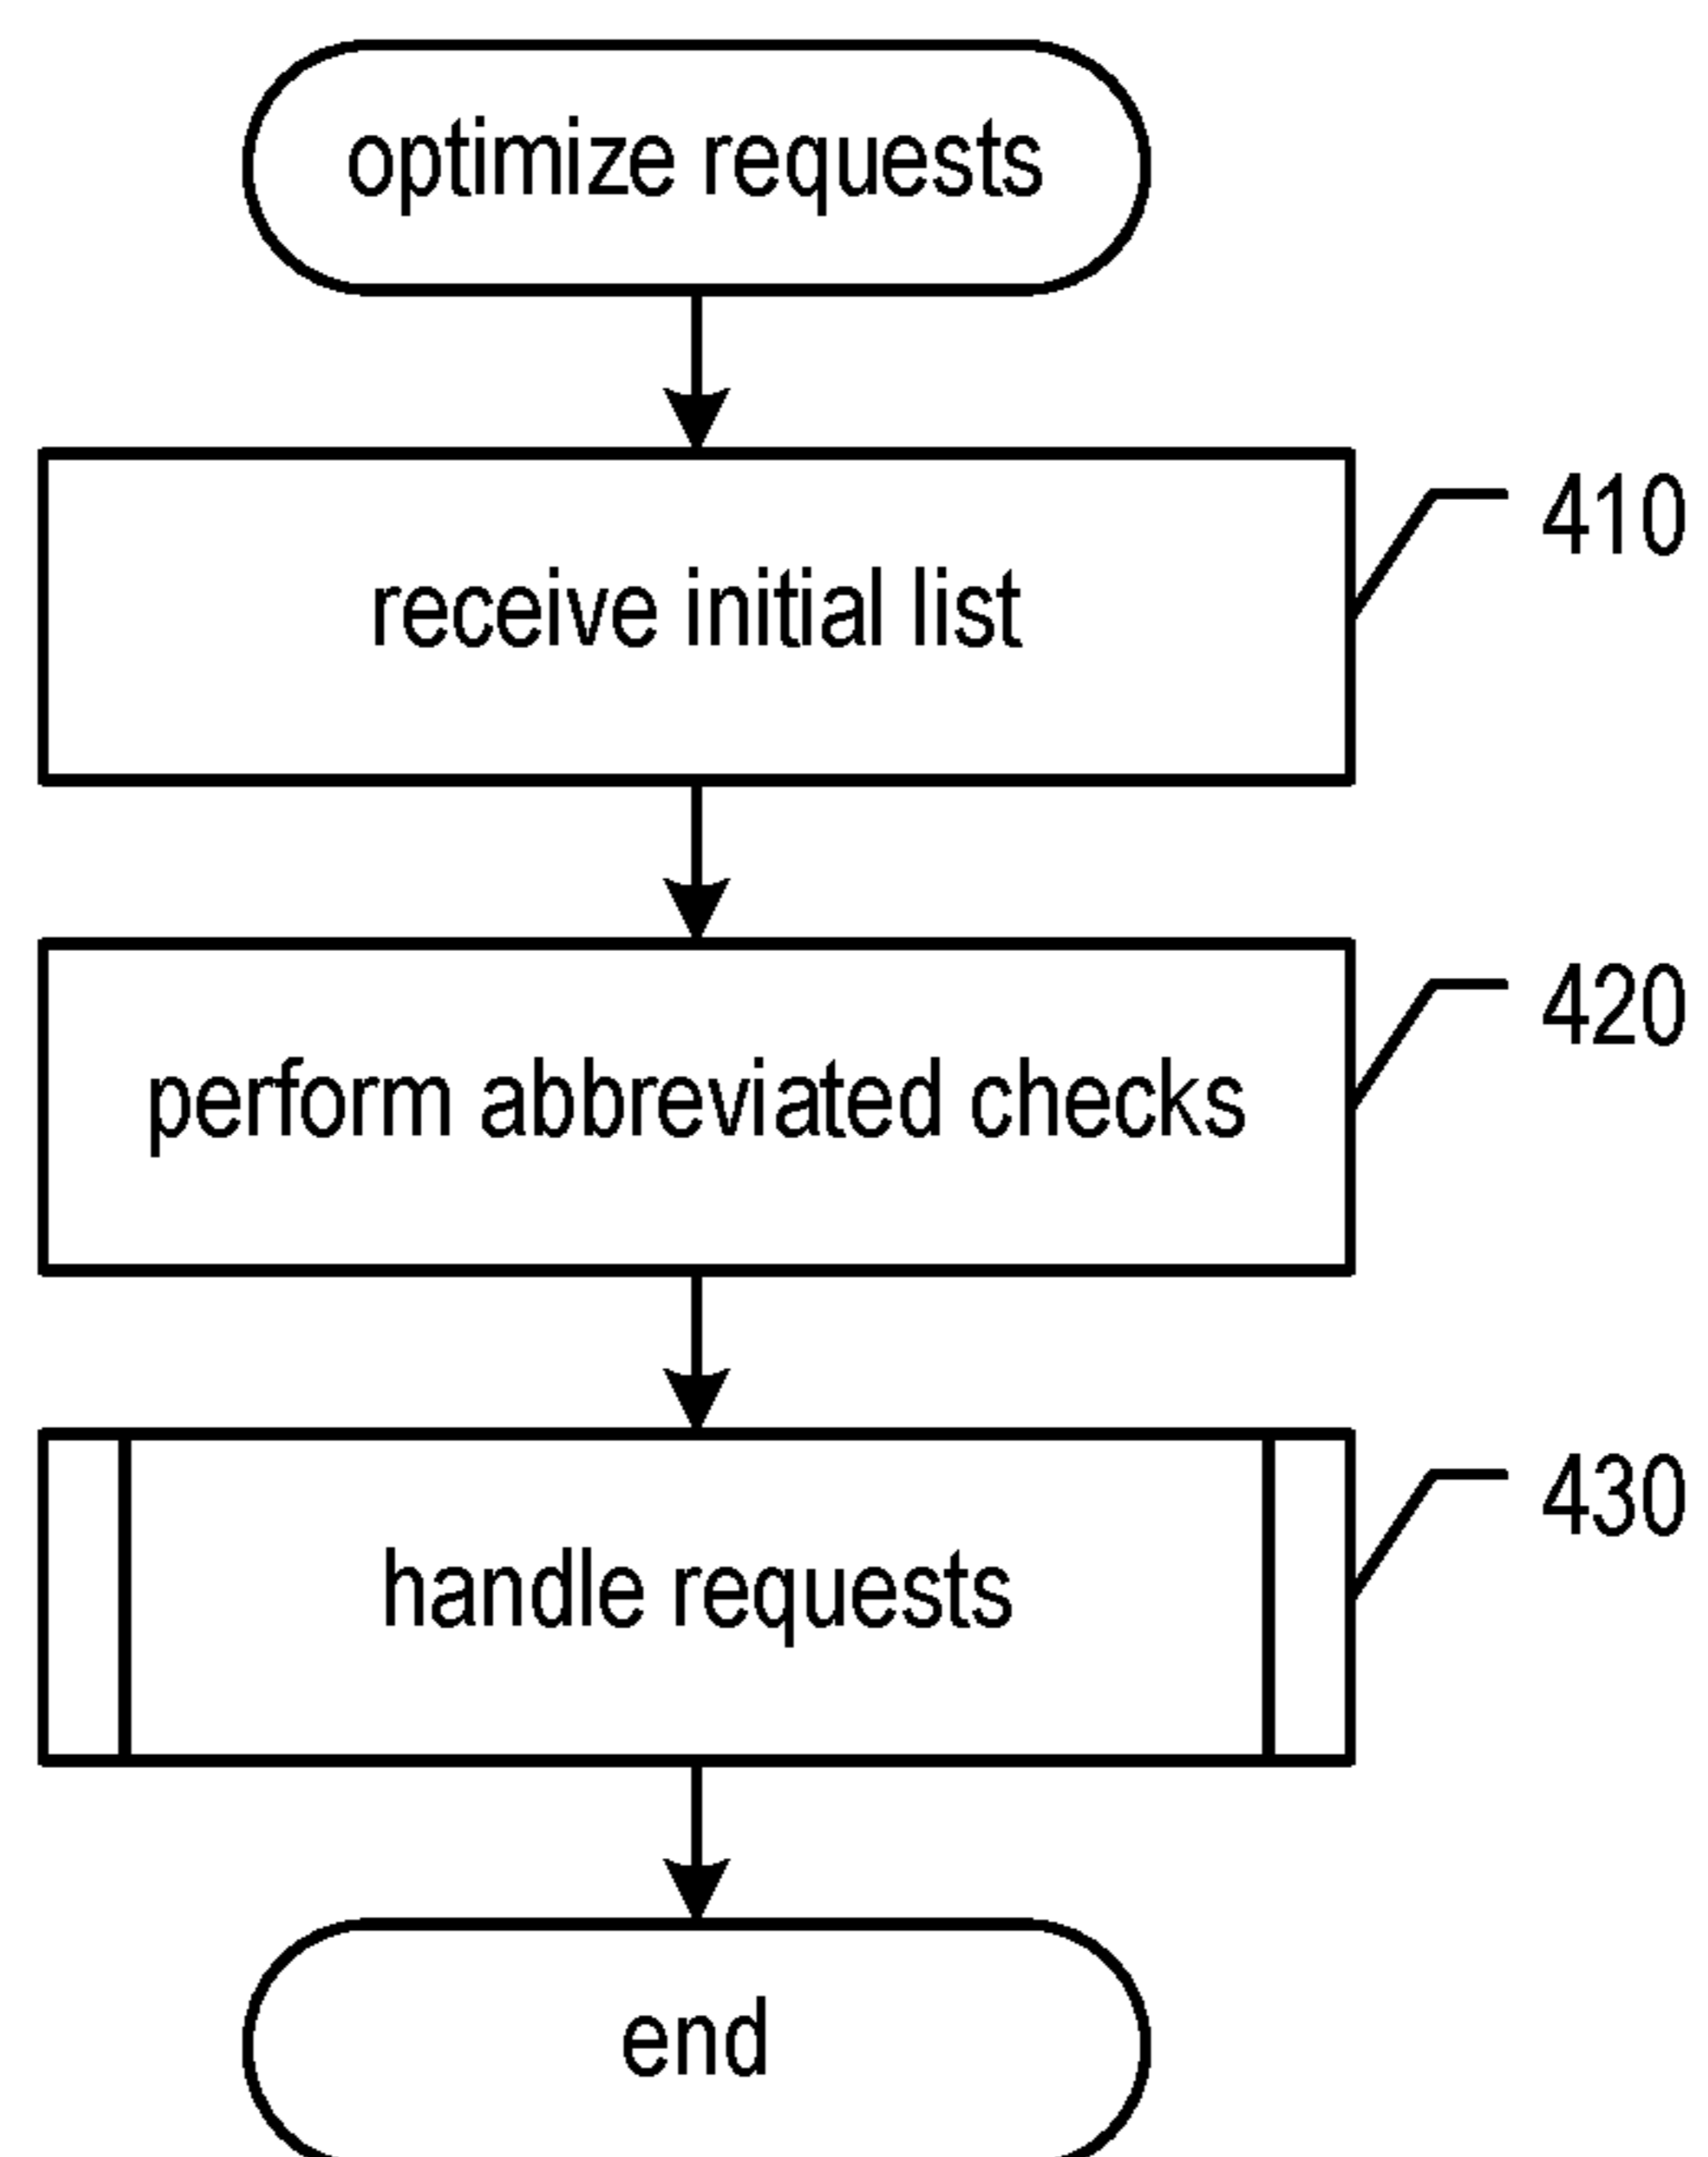 optimize requests
410
receive initial list
420
perform abbreviated checks
430
handle requests
end